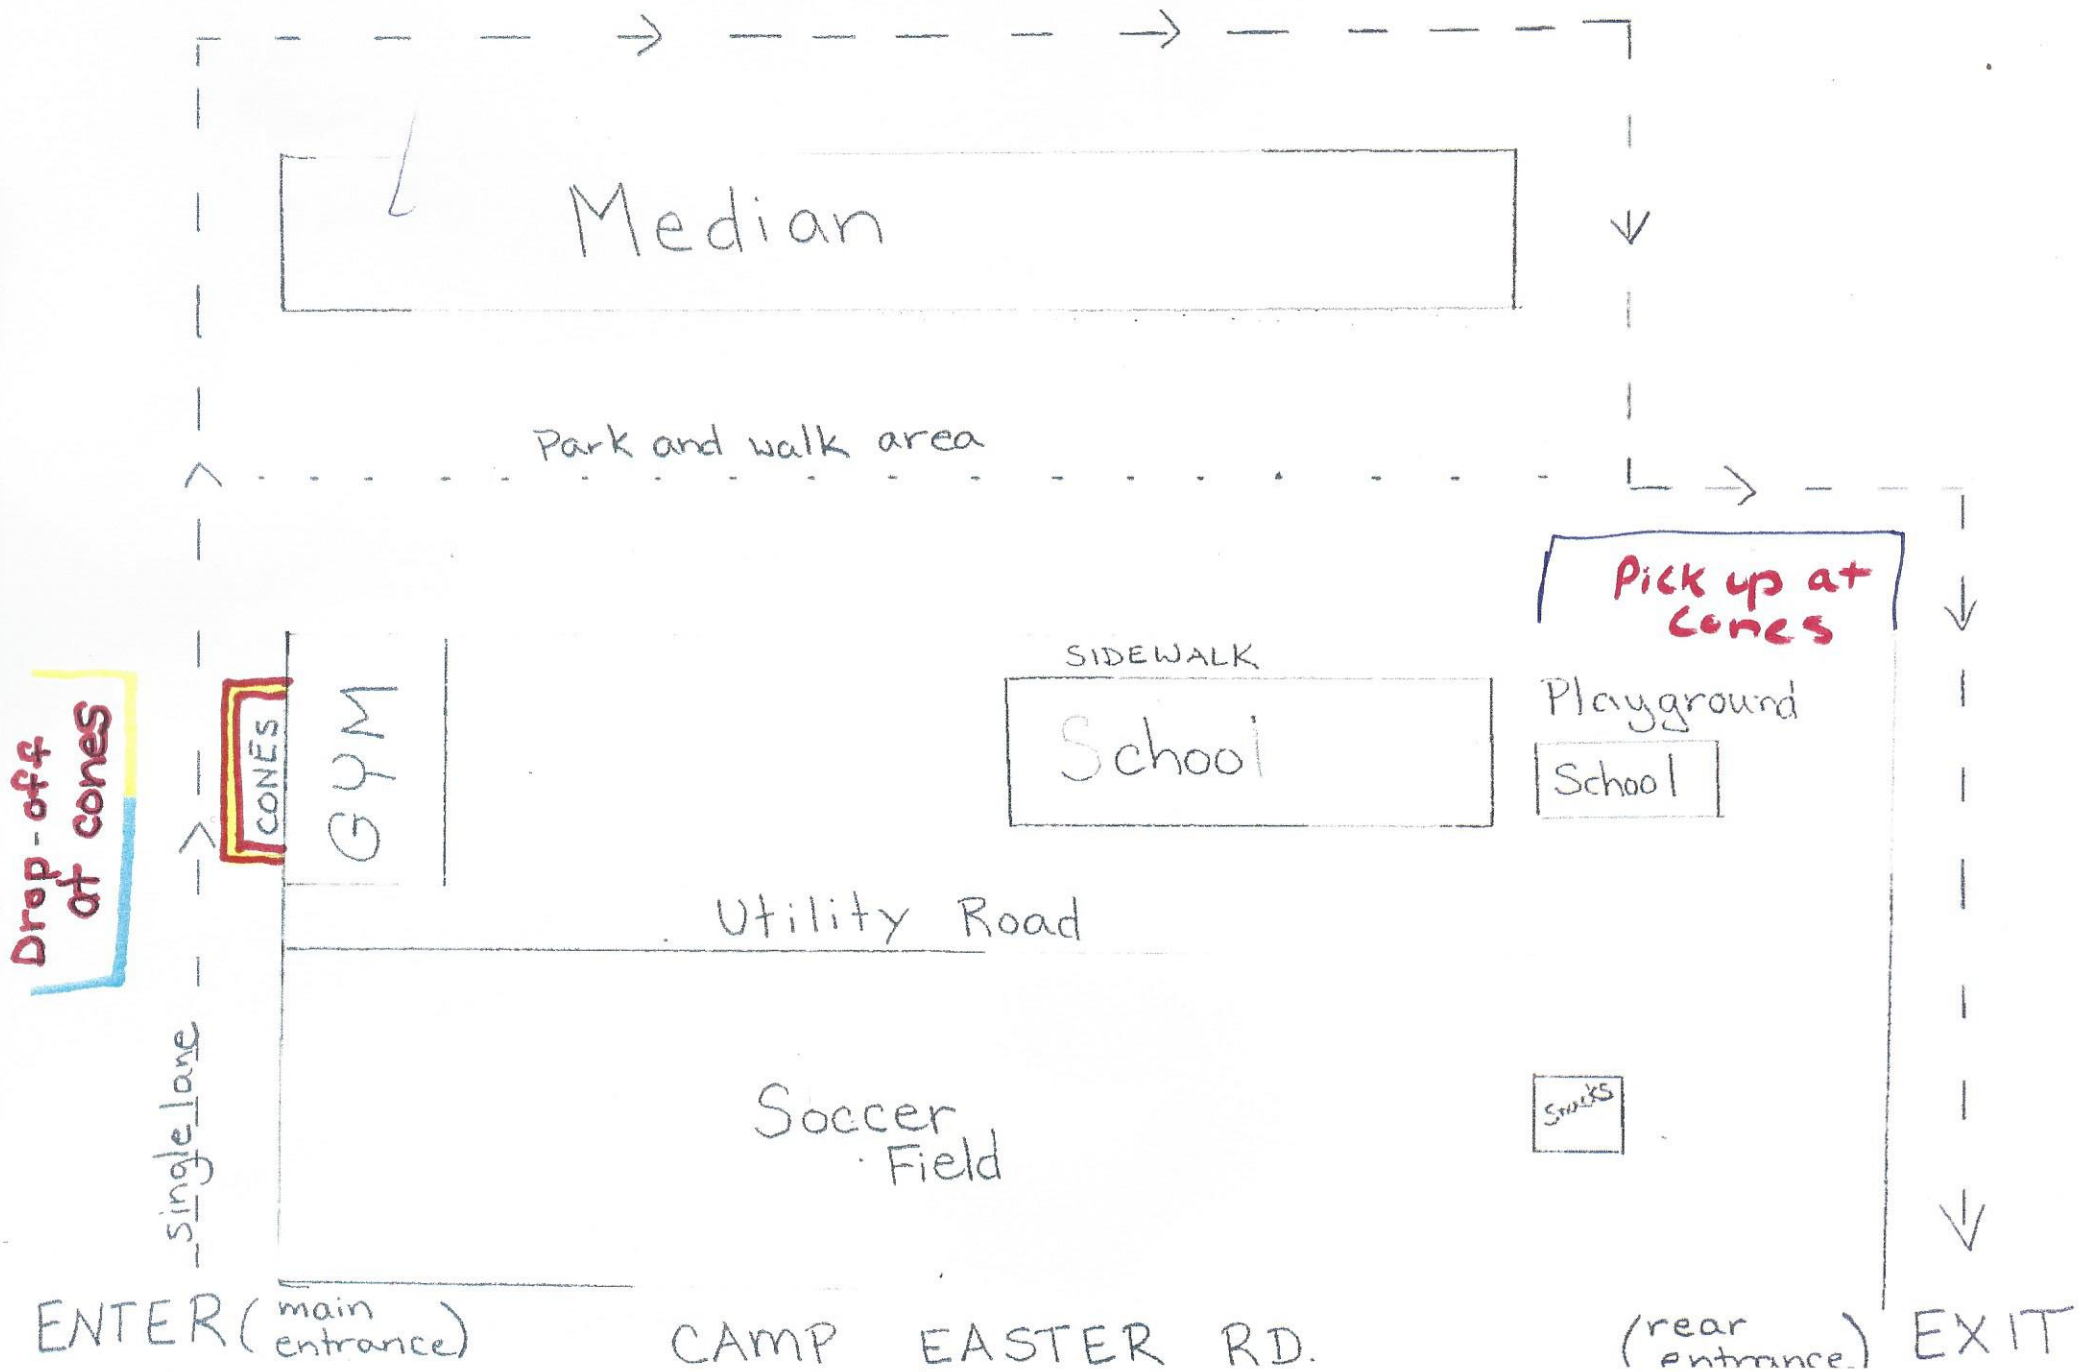 Median
Park and walk area
Pick up at
cones
SIDEWALK
School
Playground
School
Drop-off
at cones
CONES
GYM
Utility Road
single lane
Soccer
Field
Snacks
ENTER (main
entrance)
CAMP EASTER RD.
(rear
entrance) EXIT